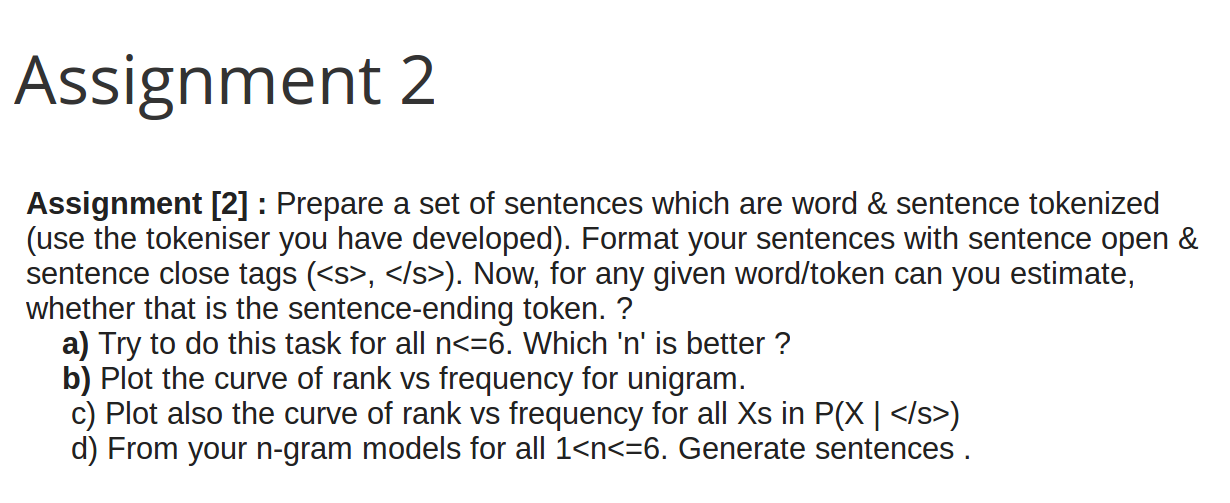 Assignment 2
Assignment [2] : Prepare a set of sentences which are word & sentence tokenized
(use the tokeniser you have developed). Format your sentences with sentence open &
sentence close tags (<s>, </s>). Now, for any given word/token can you estimate,
whether that is the sentence-ending token. ?
a) Try to do this task for all n<=6. Which 'n' is better ?
b) Plot the curve of rank vs frequency for unigram.
c) Plot also the curve of rank vs frequency for all Xs in P(X | </s>)
d) From your n-gram models for all 1<n<=6. Generate sentences .